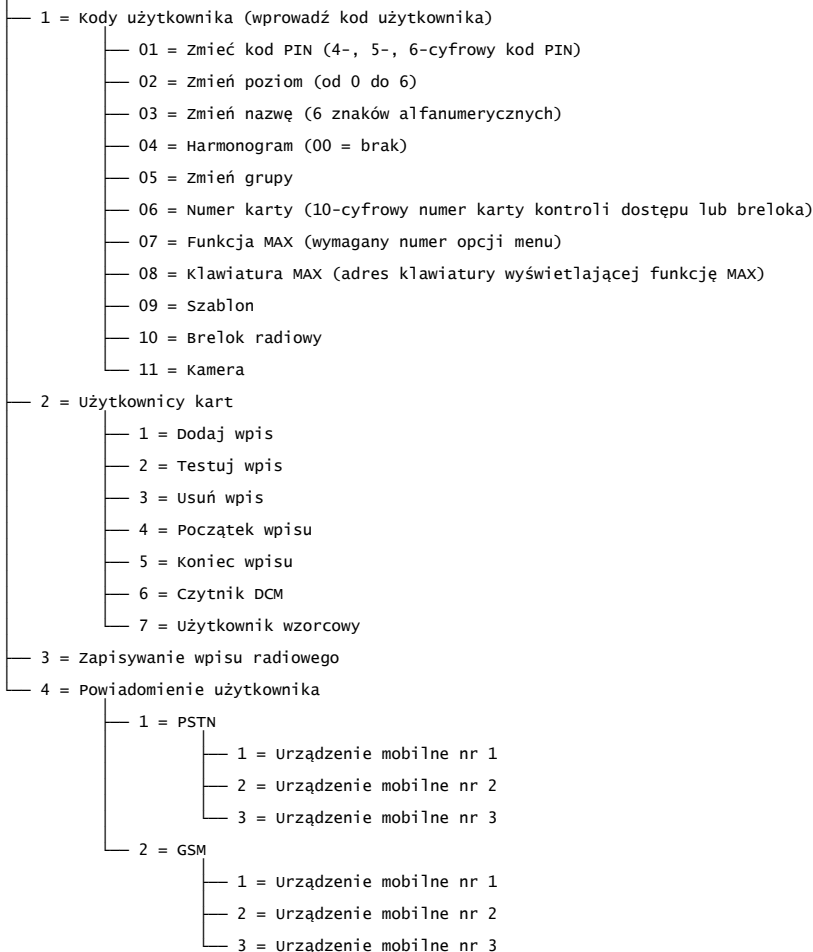 1 = Kody użytkownika (wprowadź kod użytkownika)
01 = Zmieć kod PIN (4-, 5-, 6-cyfrowy kod PIN)
02 = Zmień poziom (od 0 do 6)
03 = Zmień nazwę (6 znaków alfanumerycznych)
04 = Harmonogram (00 = brak)
05 = Zmień grupy
06 = Numer karty (10-cyfrowy numer karty kontroli dostępu lub breloka)
07 = Funkcja MAX (wymagany numer opcji menu)
08 = Klawiatura MAX (adres klawiatury wyświetlającej funkcję MAX)
09 = Szablon
10 = Brelok radiowy
11 = Kamera
2 = Użytkownicy kart
1 = Dodaj wpis
2 = Testuj wpis
3 = Usuń wpis
4 = Początek wpisu
5 = Koniec wpisu
6 = Czytnik DCM
7 = Użytkownik wzorcowy
3 = Zapisywanie wpisu radiowego
4 = Powiadomienie użytkownika
1 = PSTN
1 = Urządzenie mobilne nr 1
2 = Urządzenie mobilne nr 2
3 = Urządzenie mobilne nr 3
2 = GSM
1 = Urządzenie mobilne nr 1
2 = Urządzenie mobilne nr 2
3 = Urządzenie mobilne nr 3